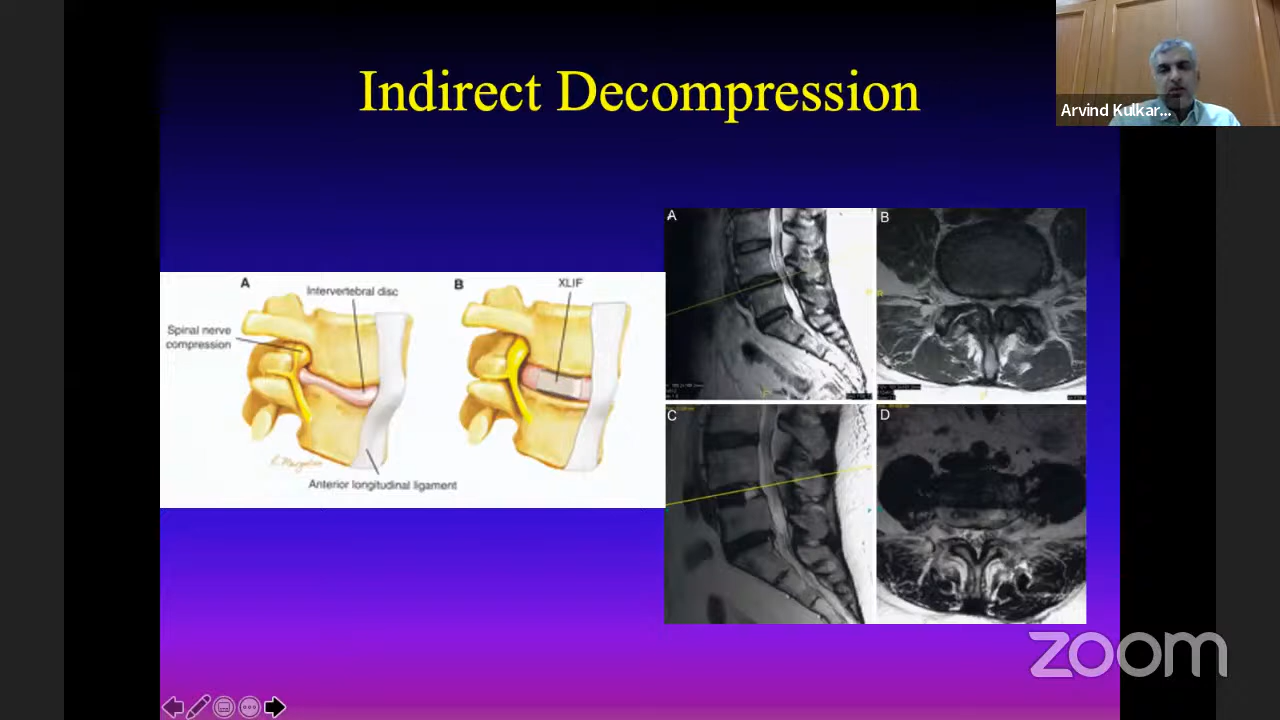 Indirect Decompression
Arvind Kulkar...
A
Intervertebral disc
Spinal nerve
compression
Anterior longitudinal ligament
B
XLIF
A
B
C
D
zoom